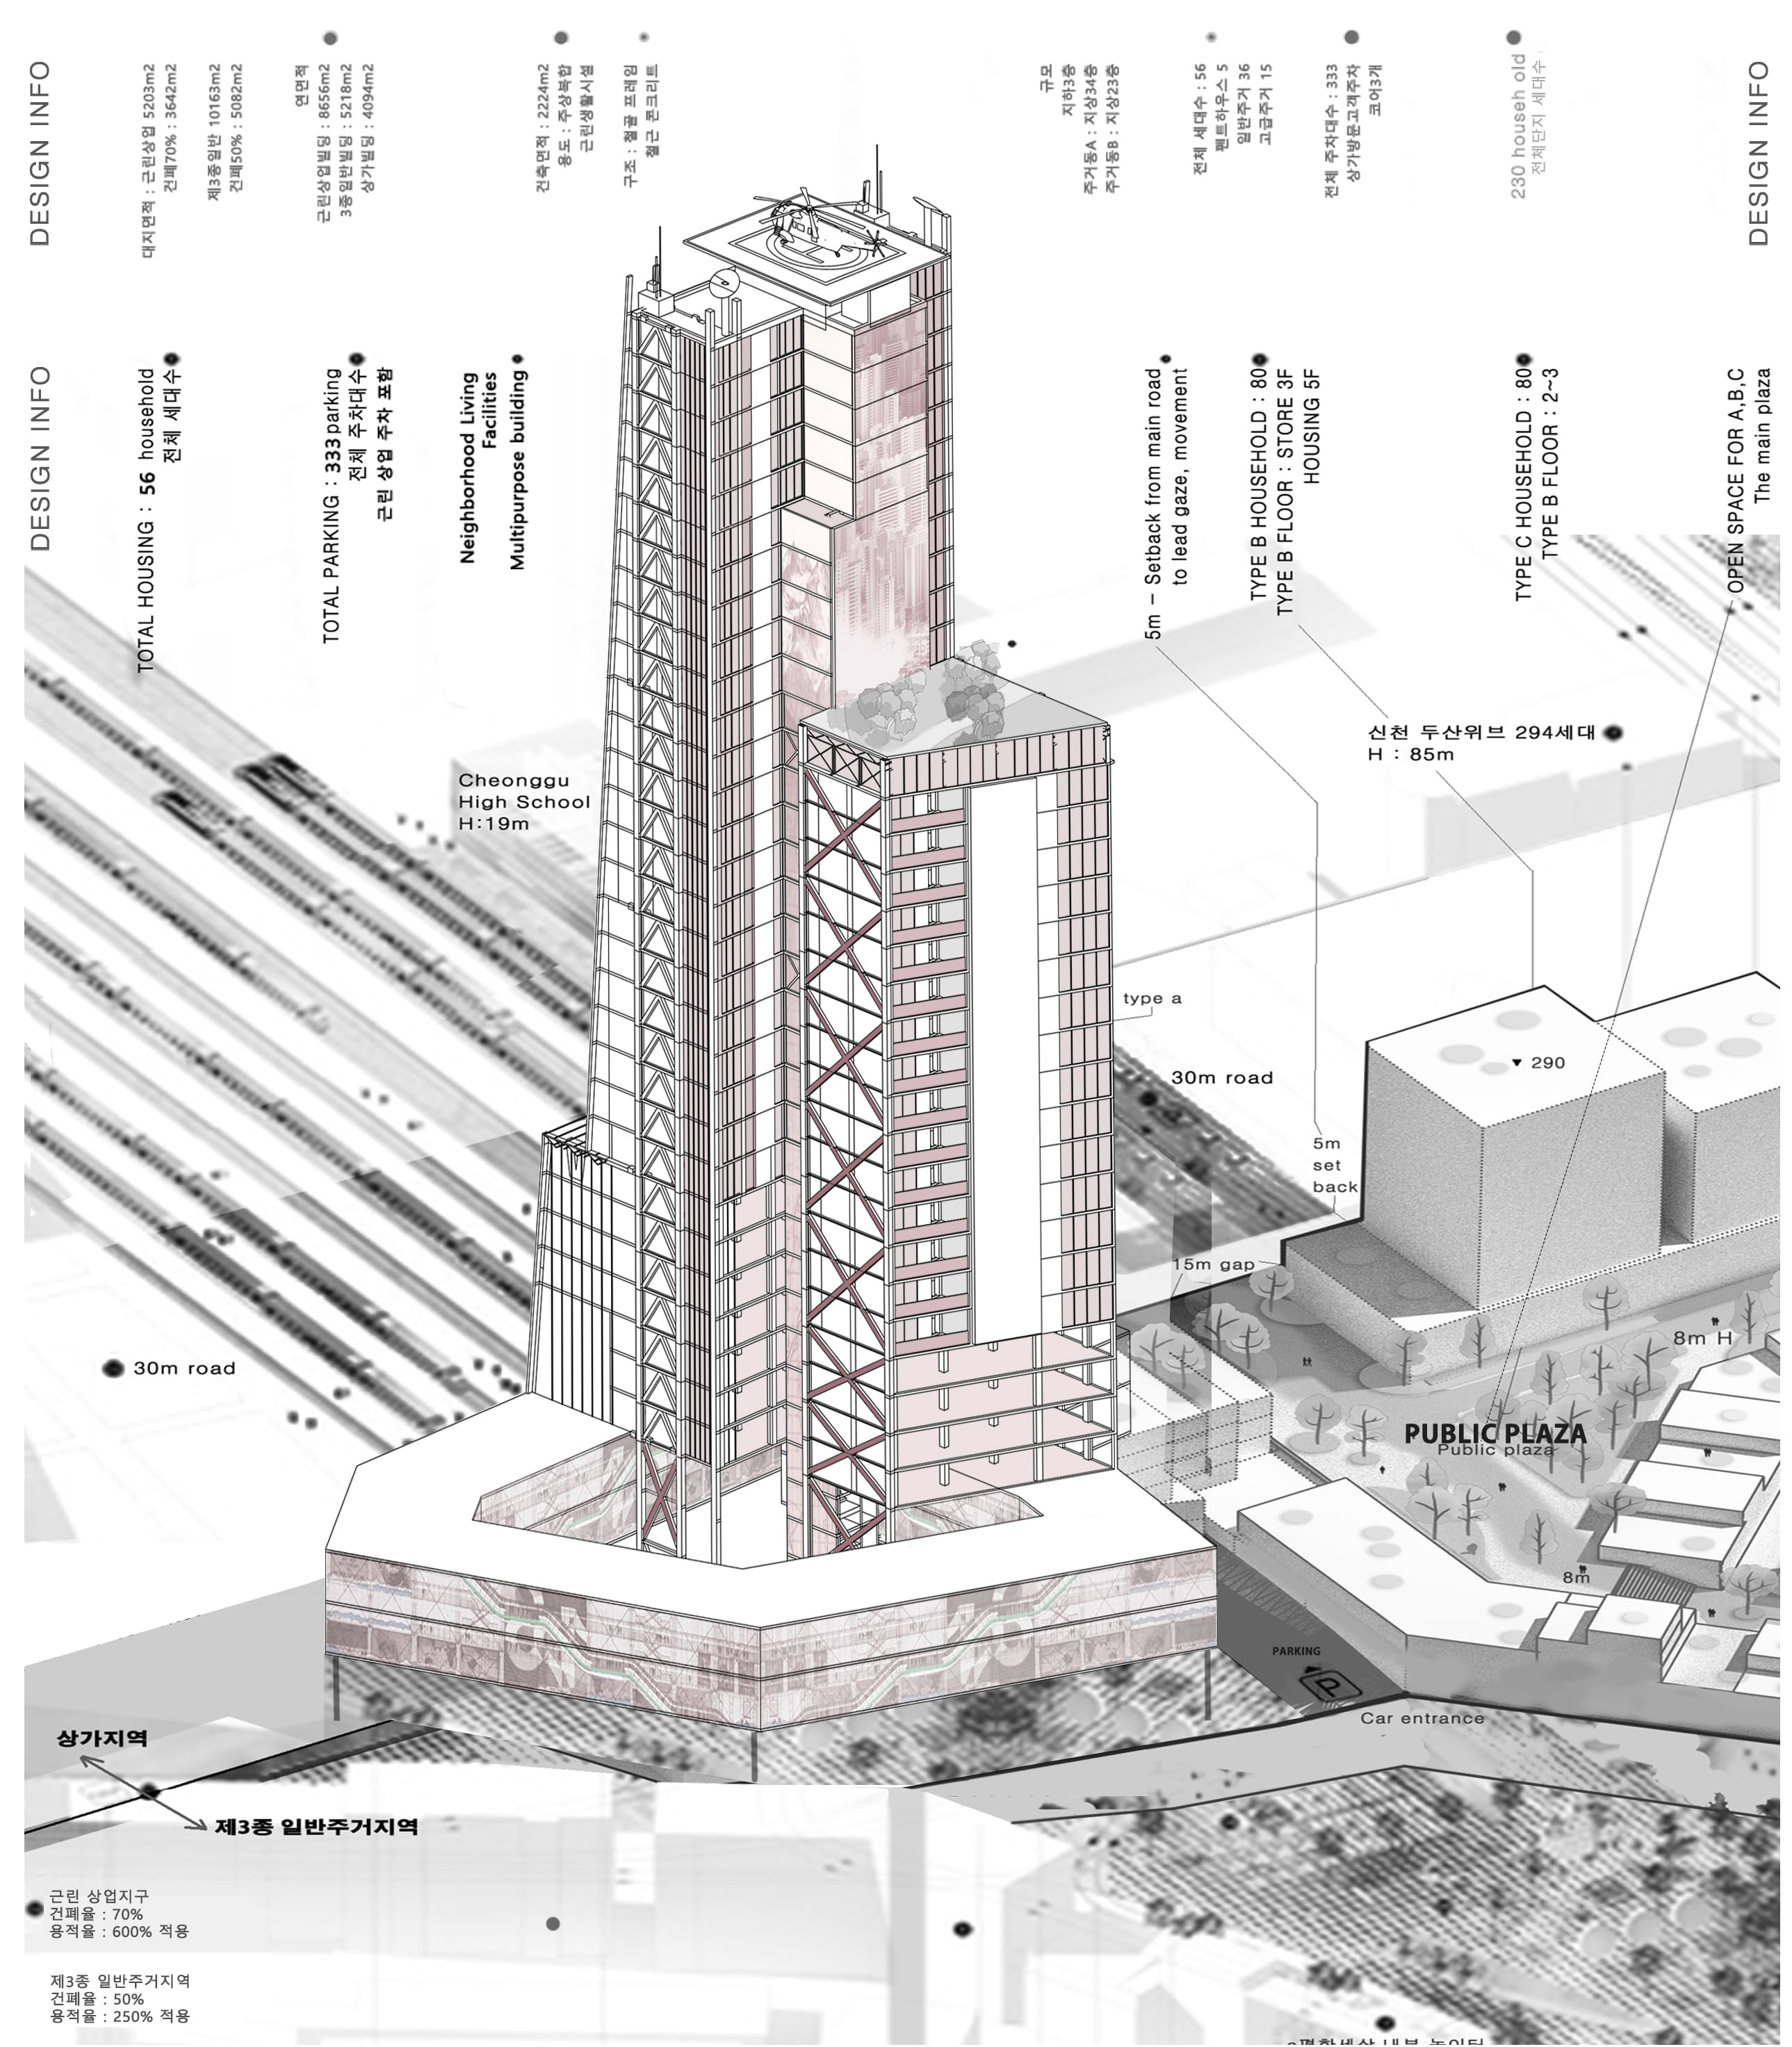 DESIGN INFO
대지면적 : 근린상업 5203m2
건폐70% : 3642m2
제3종일반 10163m2
건폐50% : 5082m2
연면적
근린상업빌딩 : 8656m2
3종일반빌딩 : 5218m2
상가빌딩 : 4094m2
건축면적 : 2224m2
용도 : 주상복합
근린생활시설
구조 : 철골 프레임
철근 콘크리트
규모
지하3층
주거동A : 지상34층
주거동B : 지상23층
전체 세대수 : 56
펜트하우스 5
일반주거 36
고급주거 15
전체 주차대수 : 333
상가방문고객주차
코어3개
230 househ old
전체단지 세대수
DESIGN INFO
DESIGN INFO
TOTAL HOUSING : 56 household
전체 세대수
TOTAL PARKING : 333 parking
전체 주차대수
근린 상업 주차 포함
Neighborhood Living
Facilities
Multipurpose building
5m – Setback from main road
to lead gaze, movement
TYPE B HOUSEHOLD : 80
TYPE B FLOOR : STORE 3F
HOUSING 5F
TYPE C HOUSEHOLD : 80
TYPE B FLOOR : 2~3
OPEN SPACE FOR A,B,C
The main plaza
신천 두산위브 294세대
H : 85m
Cheonggu
High School
H:19m
type a
30m road
290
5m
set
back
15m gap
8m H
30m road
PUBLIC PLAZA
Public plaza
8m
PARKING
P
Car entrance
상가지역
제3종 일반주거지역
근린 상업지구
건폐율 : 70%
용적율 : 600% 적용
제3종 일반주거지역
건폐율 : 50%
용적율 : 250% 적용